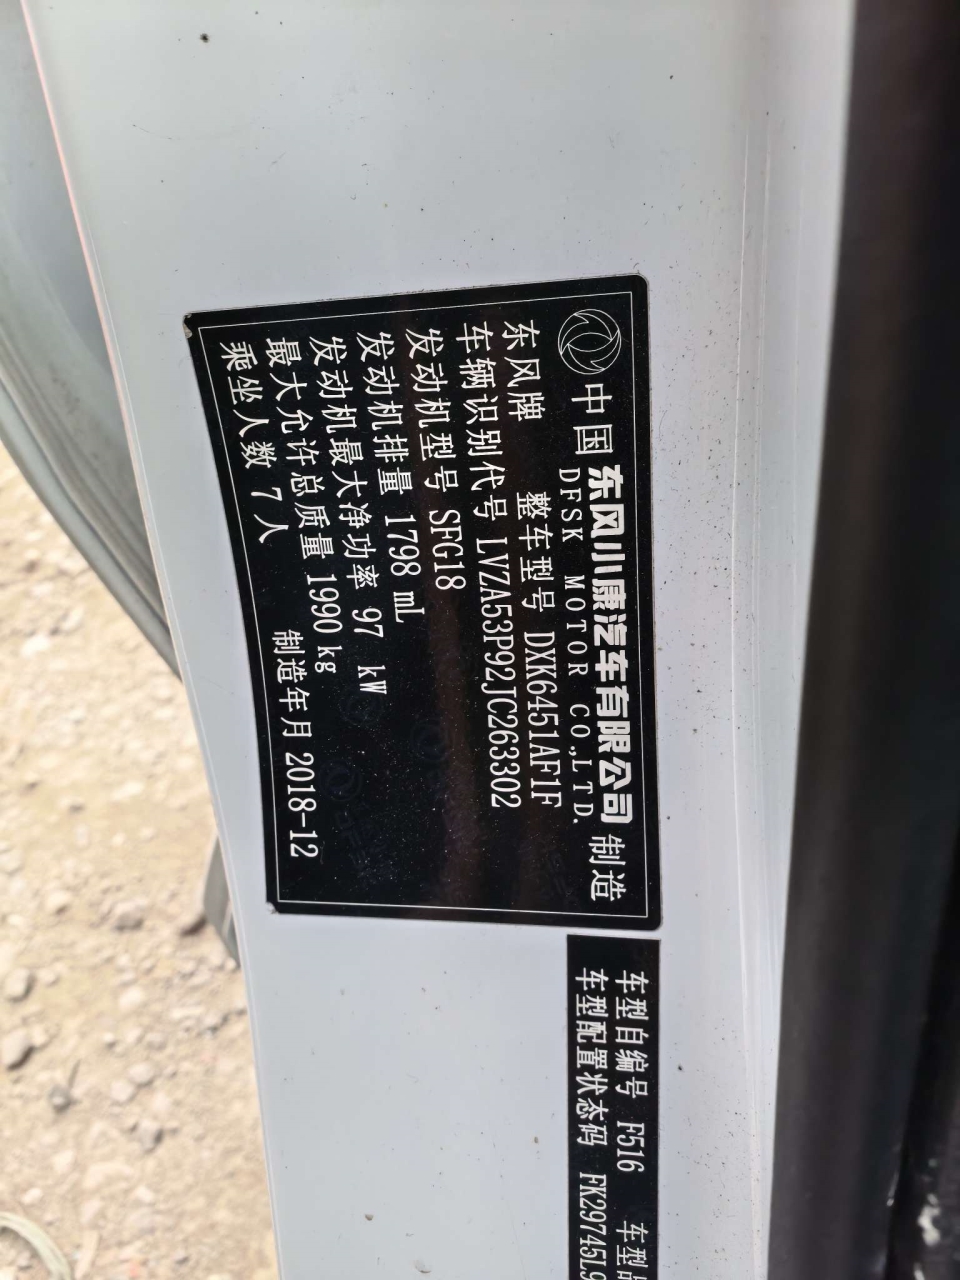 中国 东风小康汽车有限公司 制造
DFSK MOTOR CO.,LTD.
东风牌 整车型号 DXK6451AF1F
车辆识别代号 LVZA53P92JC263302
发动机型号 SFG18
发动机排量 1798 mL
发动机最大净功率 97 kW
最大允许总质量 1990 kg
乘坐人数 7 人 制造年月 2018-12
车型自编号 F516 车型
车型配置状态码 FK29745L9